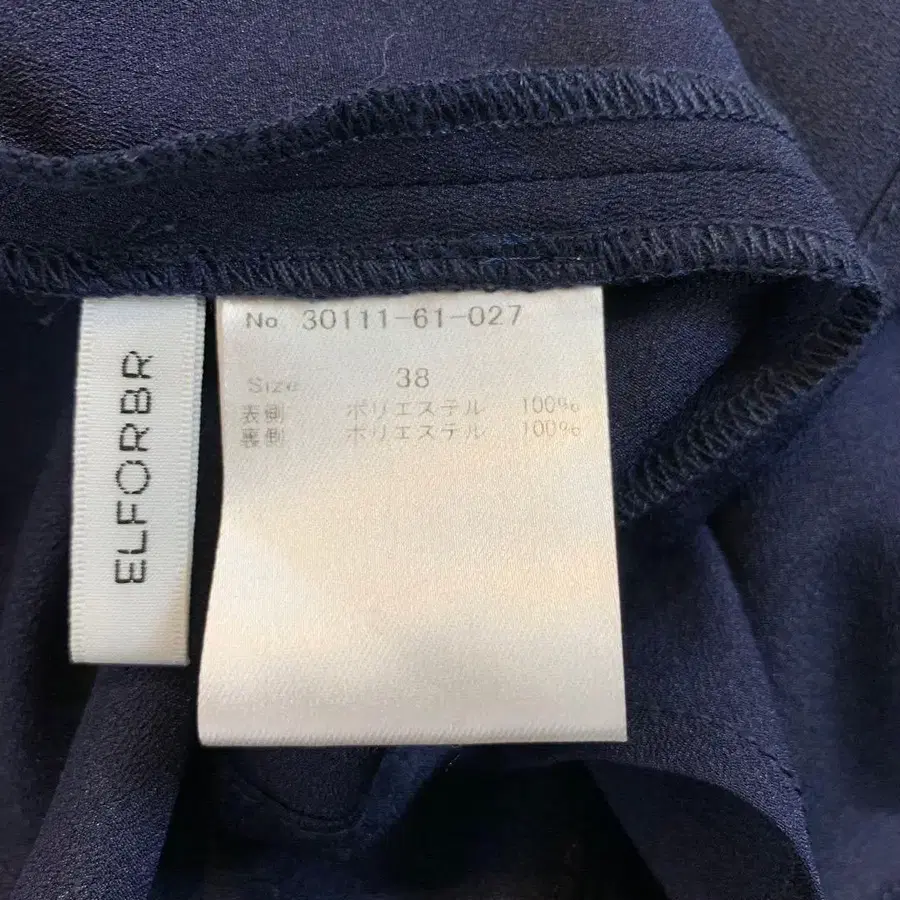 ELFORBR
No 30111-61-027
Size 38
表側 ポリエステル 100%
裏側 ポリエステル 100%